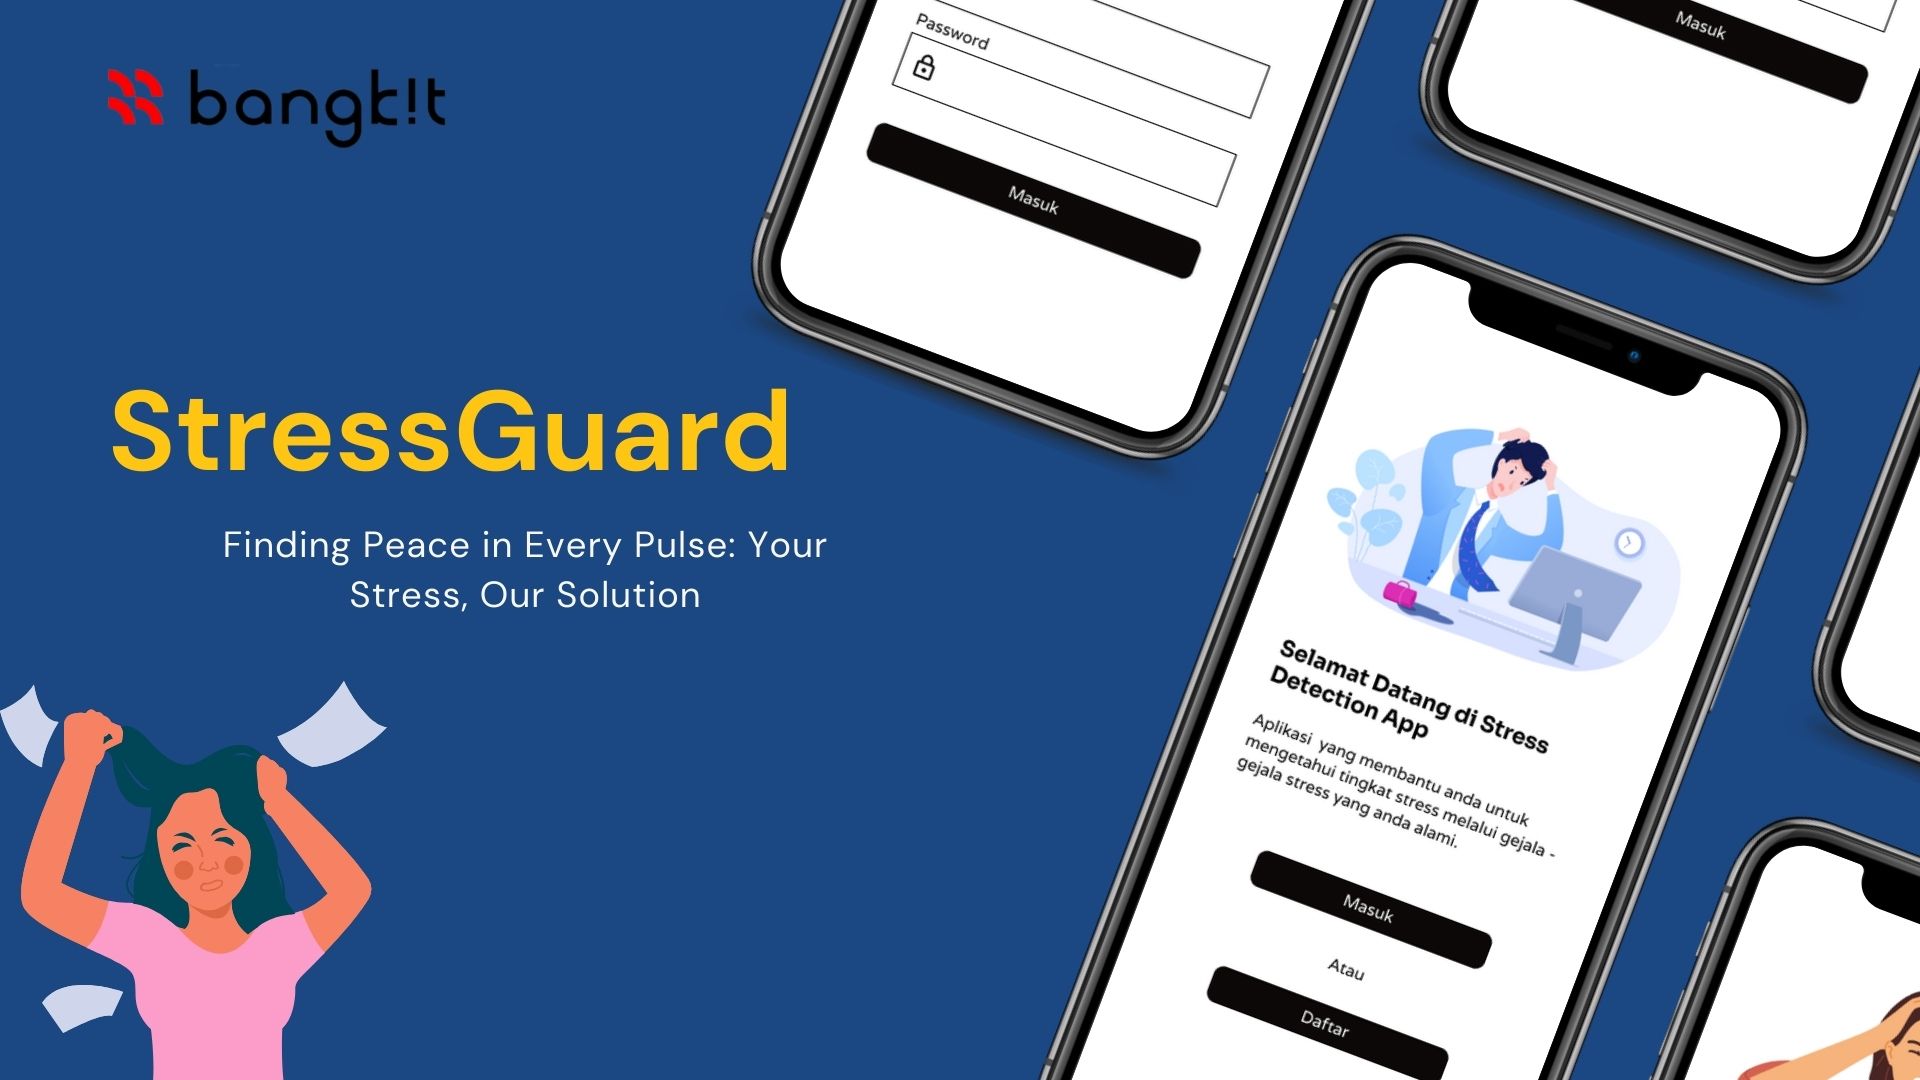 bangk!t
StressGuard
Finding Peace in Every Pulse: Your
Stress, Our Solution
Password
Masuk
Masuk
Selamat Datang di Stress
Detection App
Aplikasi yang membantu anda untuk
mengetahui tingkat stress melalui gejala -
gejala stress yang anda alami.
Masuk
Atau
Daftar